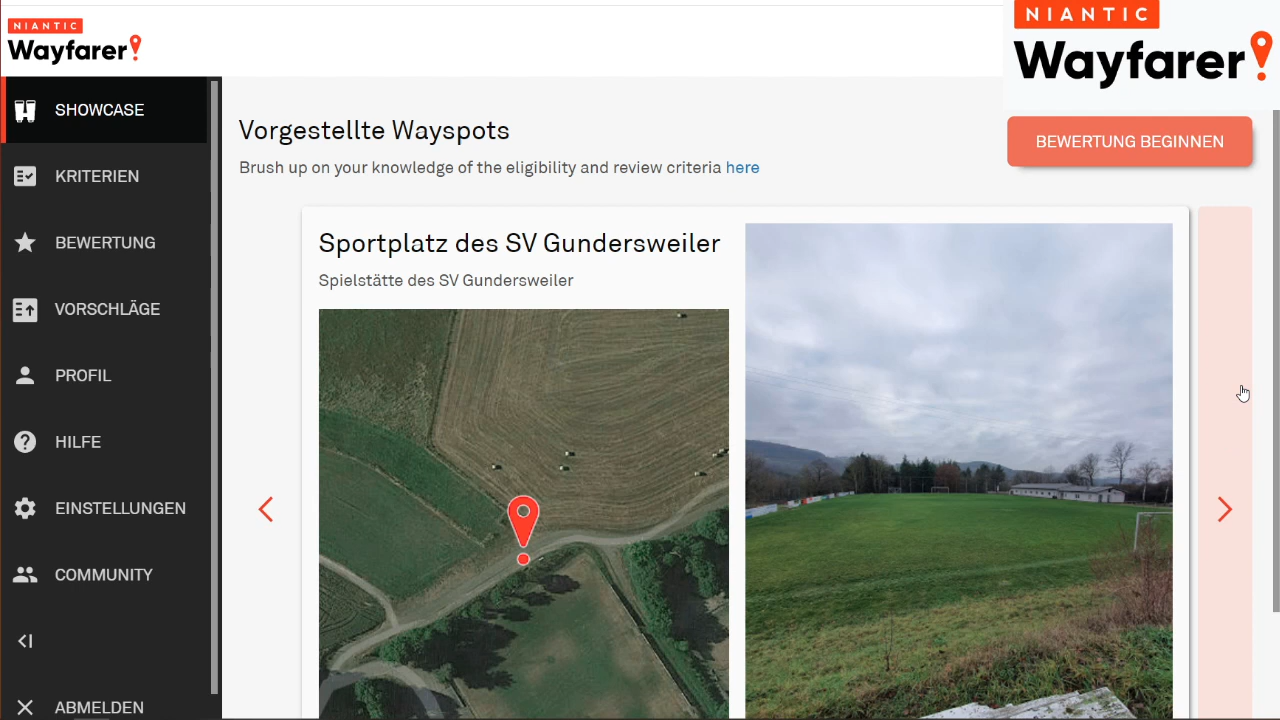 NIANTIC
Wayfarer
NIANTIC
Wayfarer
SHOWCASE
KRITERIEN
BEWERTUNG
VORSCHLÄGE
PROFIL
HILFE
EINSTELLUNGEN
COMMUNITY
ABMELDEN
Vorgestellte Wayspots
Brush up on your knowledge of the eligibility and review criteria here
BEWERTUNG BEGINNEN
Sportplatz des SV Gundersweiler
Spielstätte des SV Gundersweiler